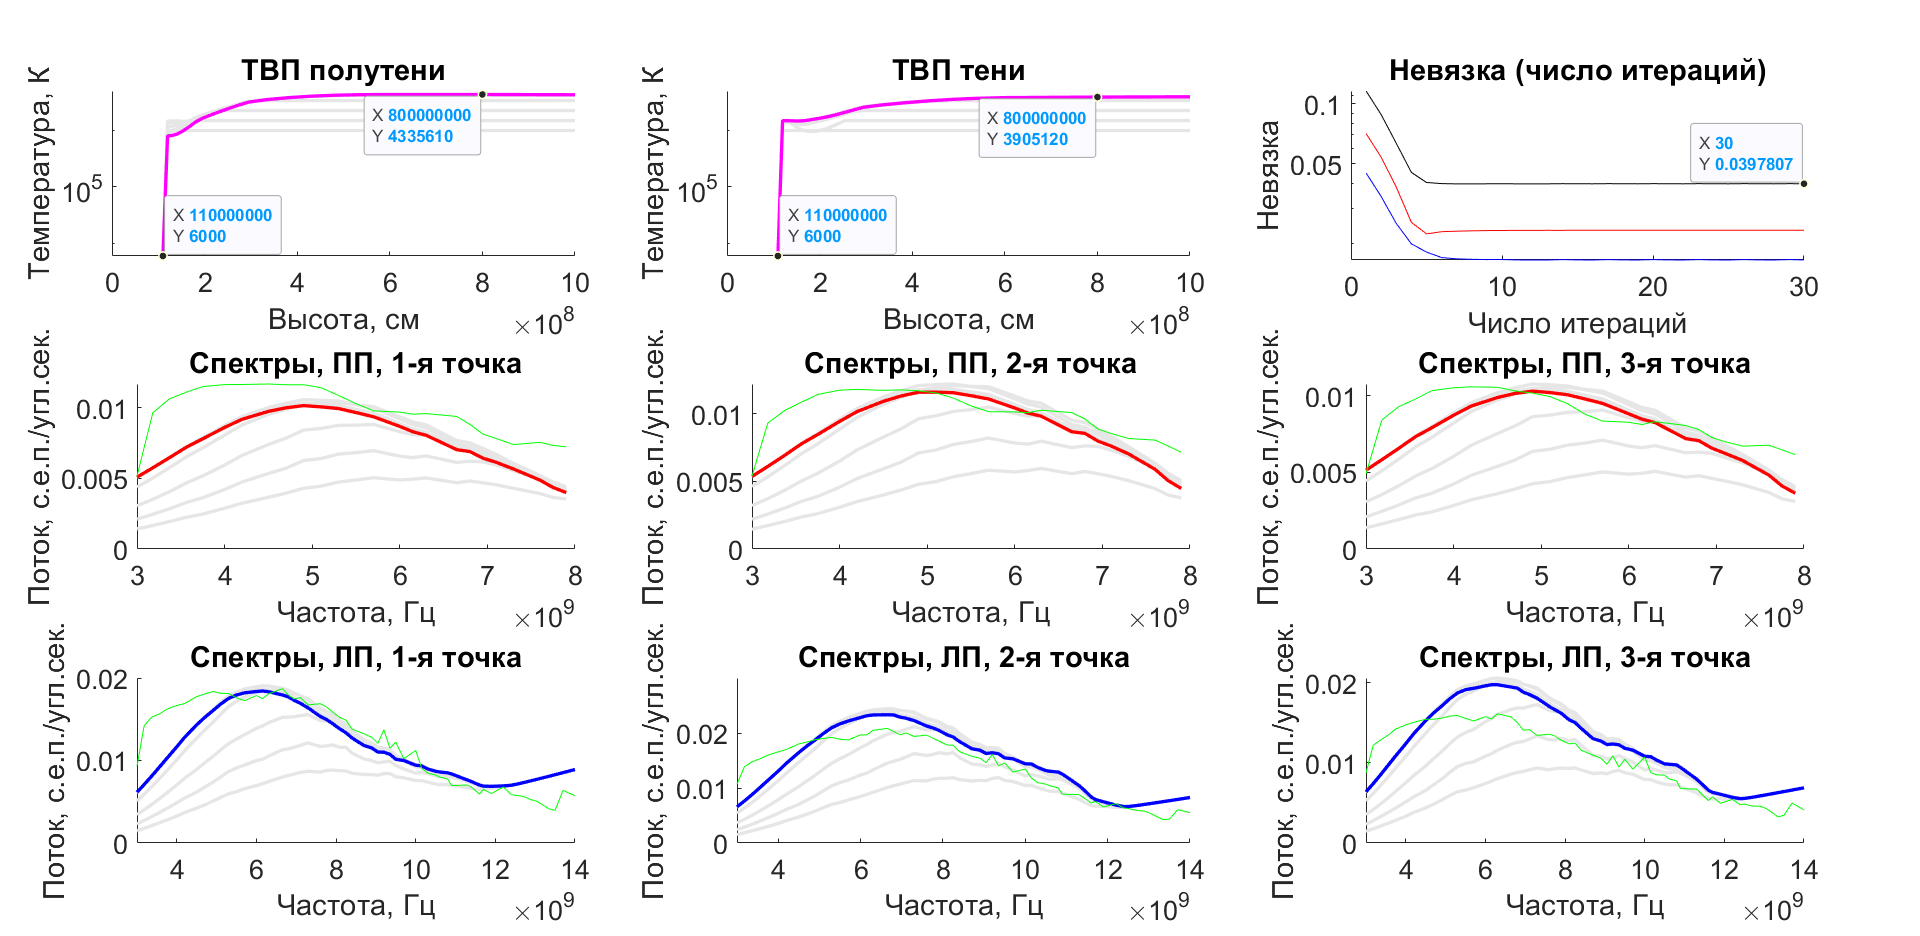 ТВП полутени
Температура, К
10^5
X 800000000
Y 4335610
X 110000000
Y 6000
0 2 4 6 8 10
Высота, см
×10^8
ТВП тени
Температура, К
10^5
X 800000000
Y 3905120
X 110000000
Y 6000
0 2 4 6 8 10
Высота, см
×10^8
Невязка (число итераций)
Невязка
0.1
0.05
X 30
Y 0.0397807
0 10 20 30
Число итераций
Спектры, ПП, 1-я точка
Поток, с.е.п./угл.сек.
0.01
0.005
0
3 4 5 6 7 8
Частота, Гц
×10^9
Спектры, ПП, 2-я точка
Поток, с.е.п./угл.сек.
0.01
0.005
0
3 4 5 6 7 8
Частота, Гц
×10^9
Спектры, ПП, 3-я точка
Поток, с.е.п./угл.сек.
0.01
0.005
0
3 4 5 6 7 8
Частота, Гц
×10^9
Спектры, ЛП, 1-я точка
Поток, с.е.п./угл.сек.
0.02
0.01
0
4 6 8 10 12 14
Частота, Гц
×10^9
Спектры, ЛП, 2-я точка
Поток, с.е.п./угл.сек.
0.02
0.01
0
4 6 8 10 12 14
Частота, Гц
×10^9
Спектры, ЛП, 3-я точка
Поток, с.е.п./угл.сек.
0.02
0.01
0
4 6 8 10 12 14
Частота, Гц
×10^9